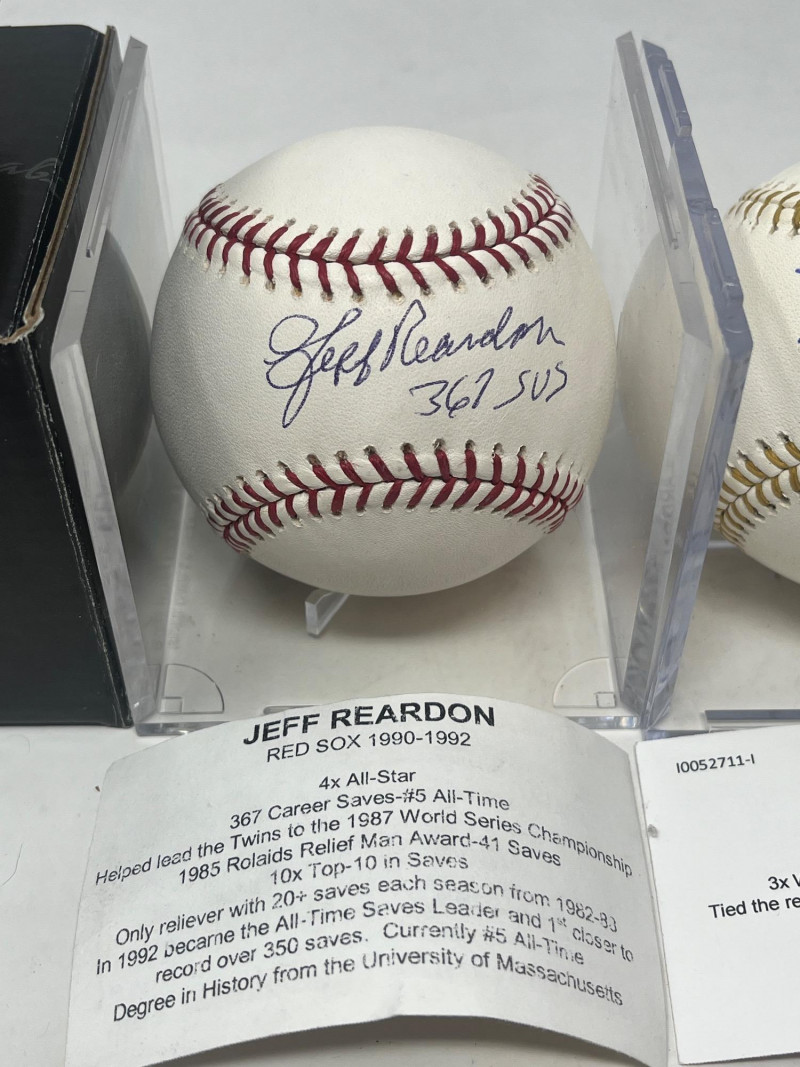 Jeff Reardon
367 SVS
JEFF REARDON
RED SOX 1990-1992
4x All-Star
367 Career Saves-#5 All-Time
Helped lead the Twins to the 1987 World Series Championship
1985 Rolaids Relief Man Award-41 Saves
10x Top-10 in Saves
Only reliever with 20+ saves each season from 1982-93
In 1992 became the All-Time Saves Leader and 1st closer to
record over 350 saves. Currently #5 All-Time
Degree in History from the University of Massachusetts
I0052711-I
3x
Tied the